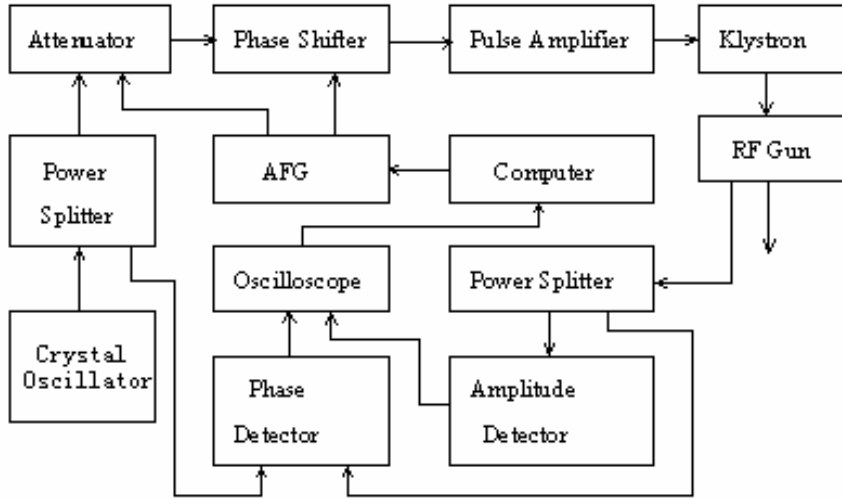 Attenuator
Phase Shifter
Pulse Amplifier
Klystron
Power
Splitter
AFG
Computer
RF Gun
Oscilloscope
Power Splitter
Crystal
Oscillator
Phase
Detector
Amplitude
Detector